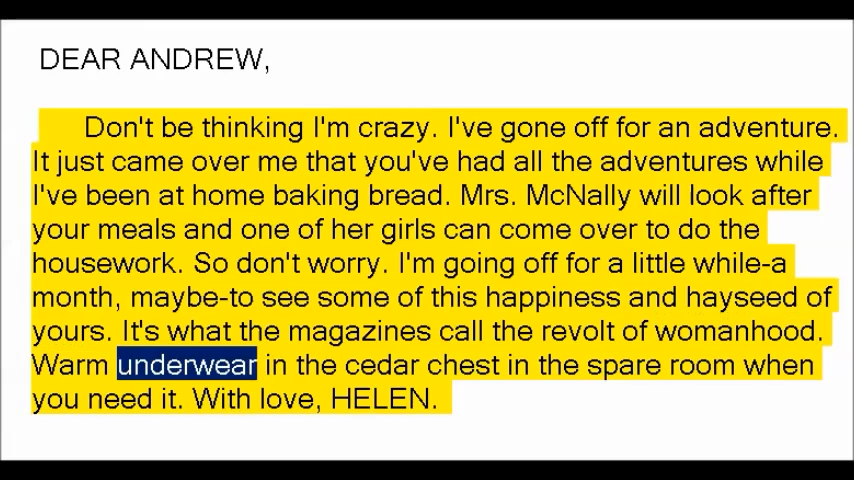 DEAR ANDREW,
Don't be thinking I'm crazy. I've gone off for an adventure.
It just came over me that you've had all the adventures while
I've been at home baking bread. Mrs. McNally will look after
your meals and one of her girls can come over to do the
housework. So don't worry. I'm going off for a little while-a
month, maybe-to see some of this happiness and hayseed of
yours. It's what the magazines call the revolt of womanhood.
Warm underwear in the cedar chest in the spare room when
you need it. With love, HELEN.